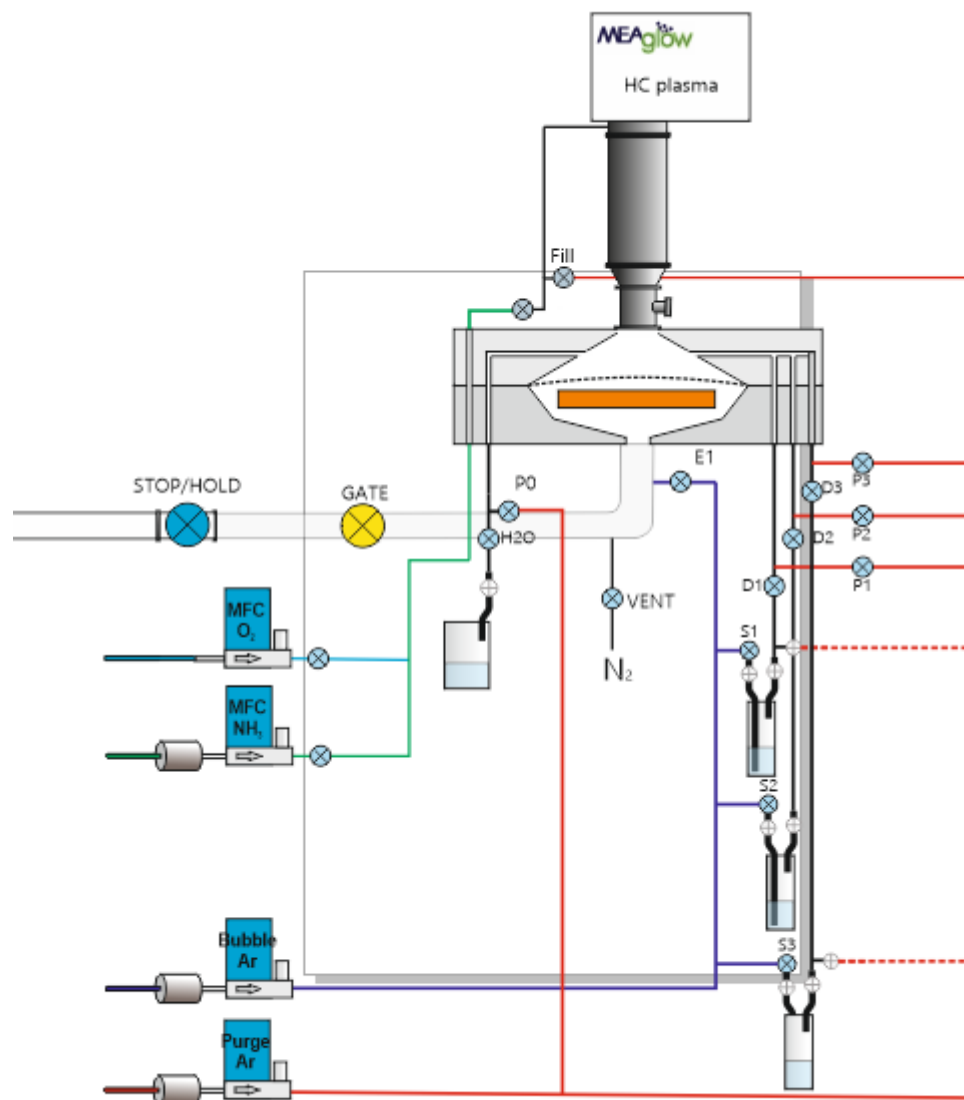 MEAglow
HC plasma
Fill
E1
STOP/HOLD
GATE
P0
P3
D3
H2O
P2
D2
P1
D1
VENT
MFC
O2
S1
N2
MFC
NH3
S2
Bubble
Ar
S3
Purge
Ar